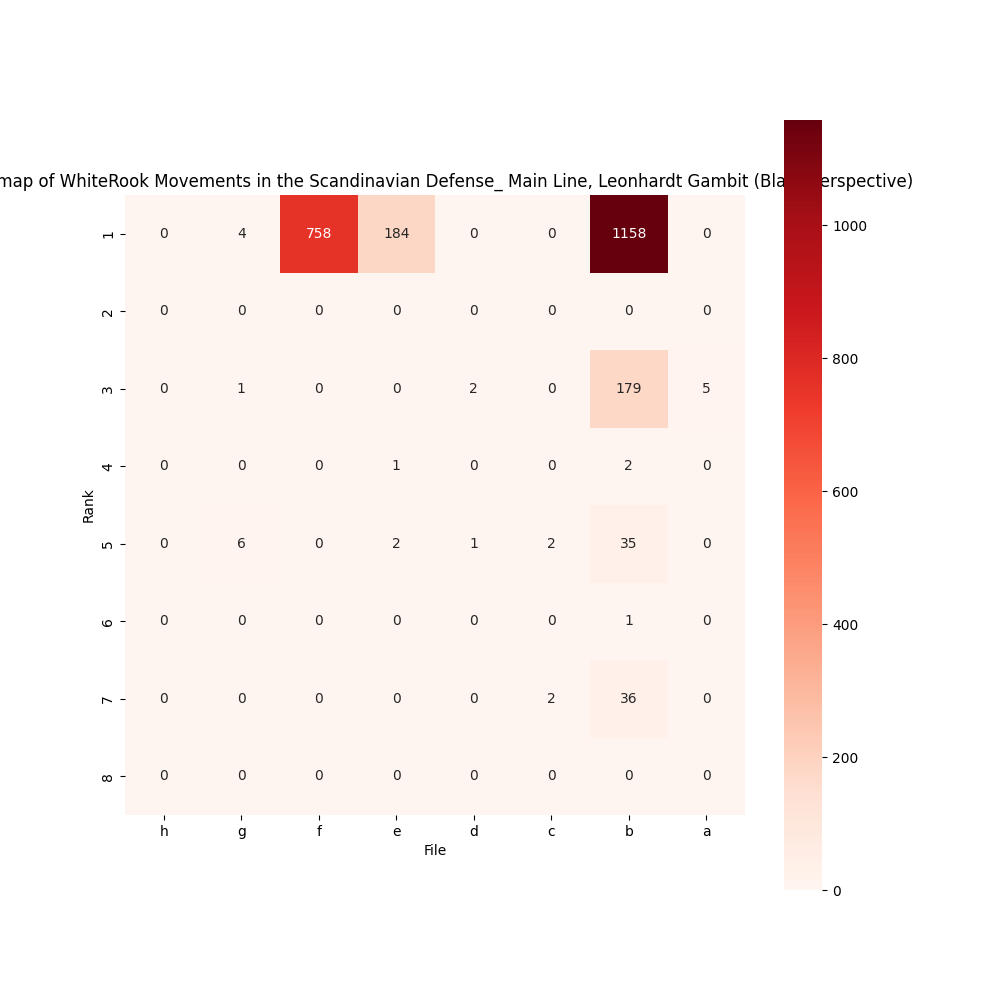 map of WhiteRook Movements in the Scandinavian Defense_ Main Line, Leonhardt Gambit (Bla erspective)
1 0 4 758 184 0 0 1158 0
2 0 0 0 0 0 0 0 0
3 0 1 0 0 2 0 179 5
4 0 0 0 1 0 0 2 0
5 0 6 0 2 1 2 35 0
6 0 0 0 0 0 0 1 0
7 0 0 0 0 0 2 36 0
8 0 0 0 0 0 0 0 0
h g f e d c b a
File
Rank
1000
800
600
400
200
0